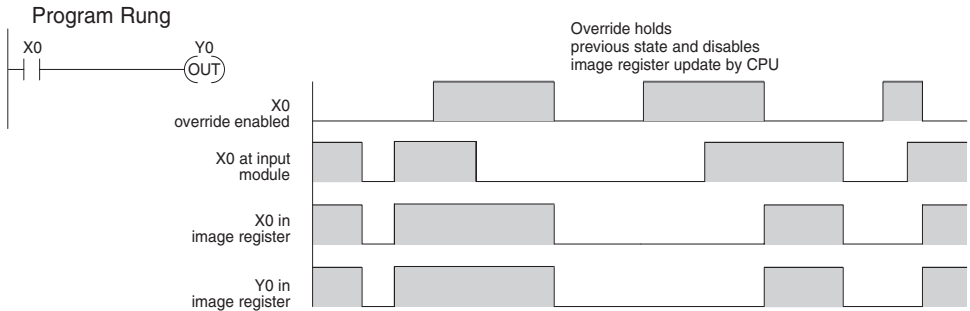 Program Rung
X0
Y0
OUT
Override holds
previous state and disables
image register update by CPU
X0
override enabled
X0 at input
module
X0 in
image register
Y0 in
image register